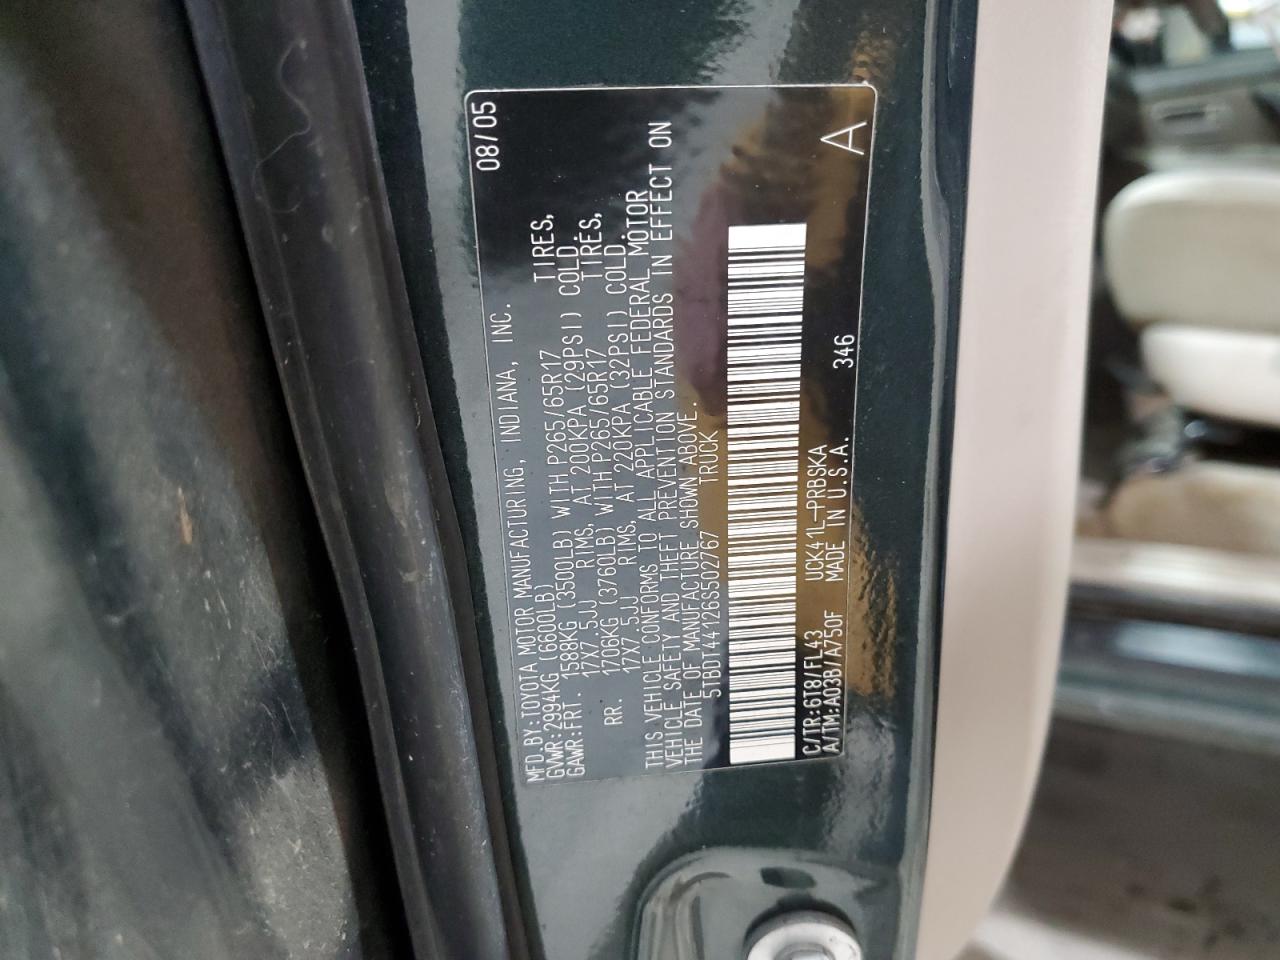 MFD.BY:TOYOTA MOTOR MANUFACTURING, INDIANA, INC. 08/05
GVWR:2994KG (6600LB)
GAWR:FRT. 1588KG (3500LB) WITH P265/65R17 TIRES,
17X7.5JJ RIMS, AT 200KPA (29PSI) COLD.
RR. 1706KG (3760LB) WITH P265/65R17 TIRES,
17X7.5JJ RIMS, AT 220KPA (32PSI) COLD.
THIS VEHICLE CONFORMS TO ALL APPLICABLE FEDERAL MOTOR
VEHICLE SAFETY AND THEFT PREVENTION STANDARDS IN EFFECT ON
THE DATE OF MANUFACTURE SHOWN ABOVE.
5TBDT44126S502767 TRUCK
C/TR:6T8/FL43 UCK41L-PRBSKA
A/TM:A03B/A750F MADE IN U.S.A. 346 A